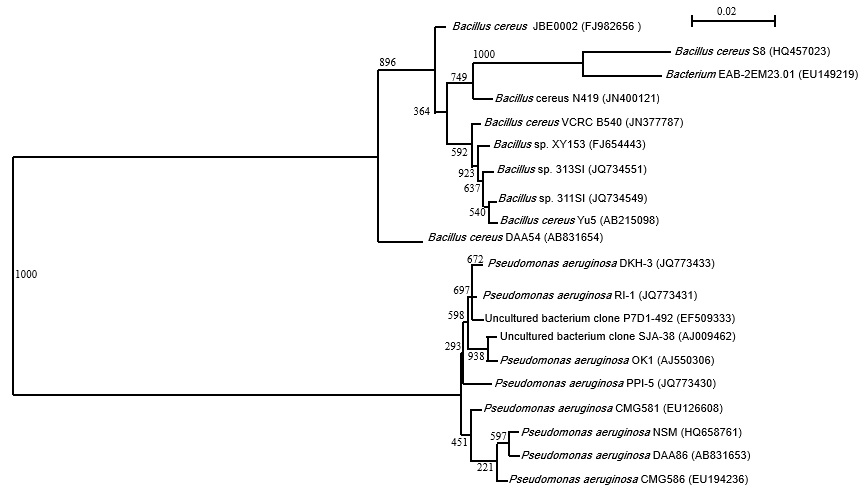 0.02
Bacillus cereus JBE0002 (FJ982656 )
1000
Bacillus cereus S8 (HQ457023)
896
Bacterium EAB-2EM23.01 (EU149219)
749
Bacillus cereus N419 (JN400121)
364
Bacillus cereus VCRC B540 (JN377787)
592
Bacillus sp. XY153 (FJ654443)
923
Bacillus sp. 313SI (JQ734551)
637
Bacillus sp. 311SI (JQ734549)
540
Bacillus cereus Yu5 (AB215098)
Bacillus cereus DAA54 (AB831654)
1000
672
Pseudomonas aeruginosa DKH-3 (JQ773433)
697
Pseudomonas aeruginosa RI-1 (JQ773431)
598
Uncultured bacterium clone P7D1-492 (EF509333)
Uncultured bacterium clone SJA-38 (AJ009462)
293
938
Pseudomonas aeruginosa OK1 (AJ550306)
Pseudomonas aeruginosa PPI-5 (JQ773430)
Pseudomonas aeruginosa CMG581 (EU126608)
451
597
Pseudomonas aeruginosa NSM (HQ658761)
Pseudomonas aeruginosa DAA86 (AB831653)
221
Pseudomonas aeruginosa CMG586 (EU194236)